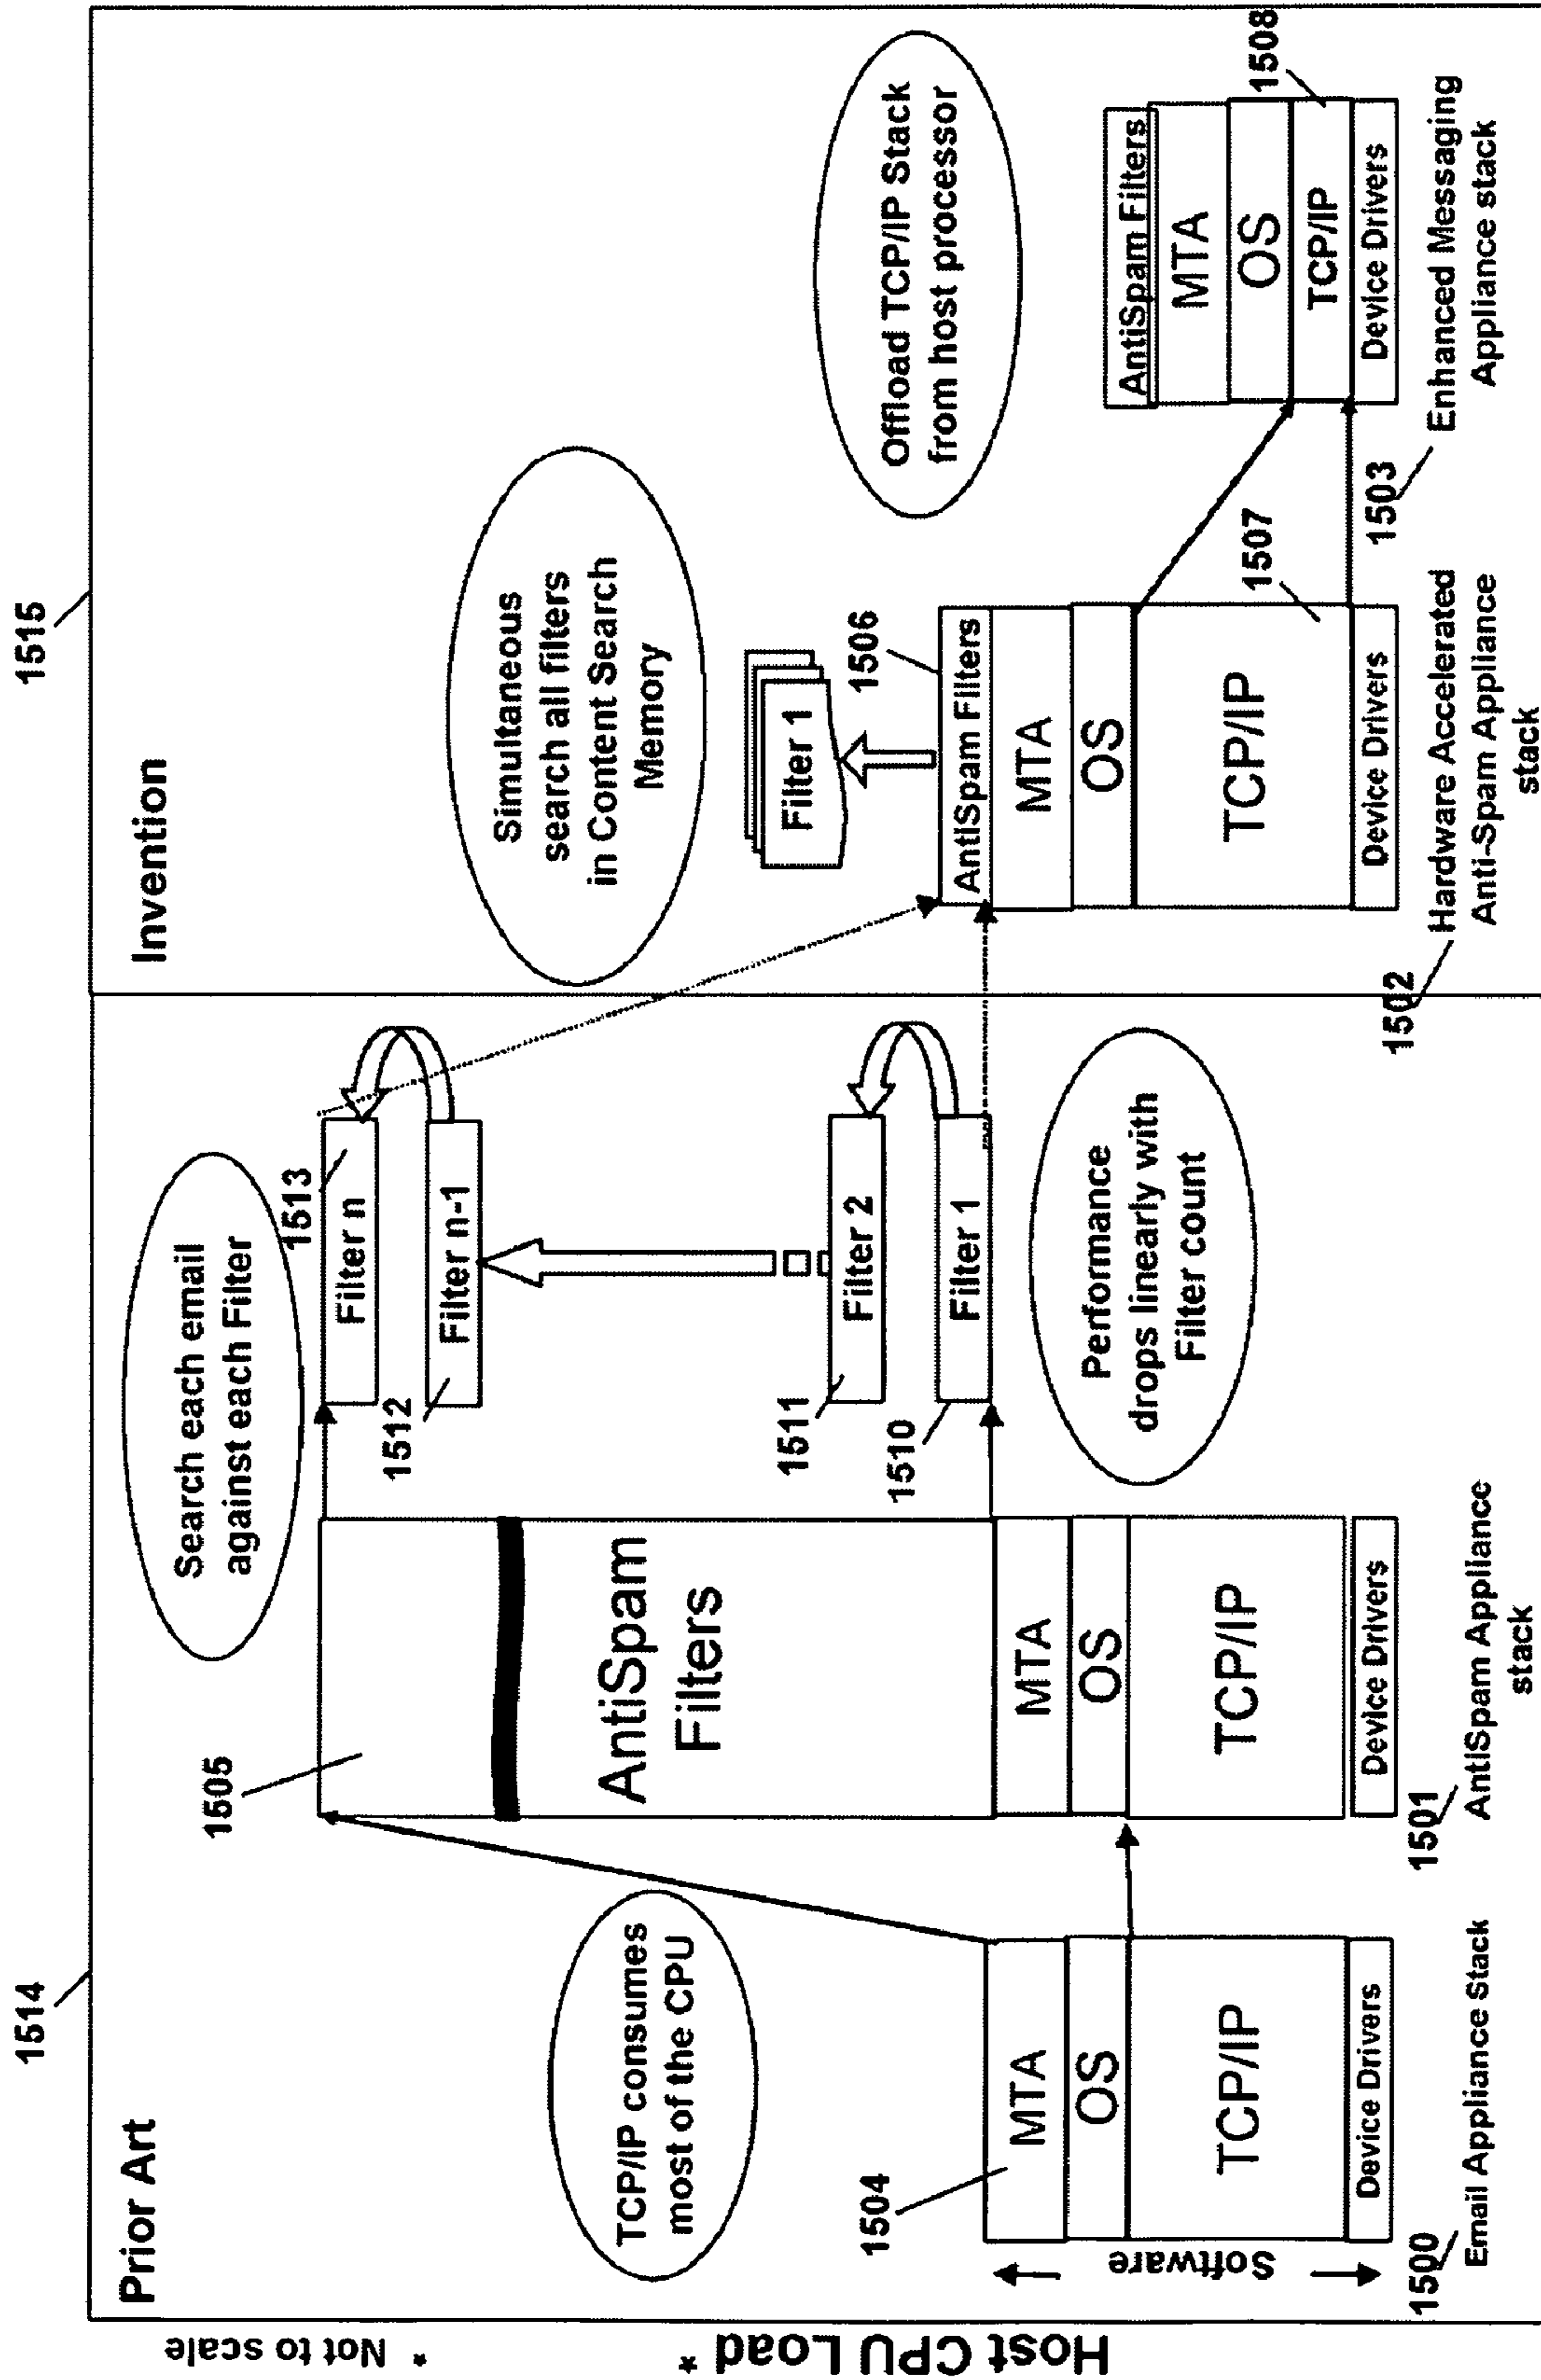 1514
1515
Prior Art
Invention
* Not to scale
Host CPU Load *
Software
TCP/IP consumes
most of the CPU
1504
MTA
OS
TCP/IP
Device Drivers
1500
Email Appliance Stack
1505
AntiSpam
Filters
MTA
OS
TCP/IP
Device Drivers
1501
AntiSpam Appliance
stack
Search each email
against each Filter
1513
Filter n
1512
Filter n-1
1511
Filter 2
1510
Filter 1
Performance
drops linearly with
Filter count
Simultaneous
search all filters
in Content Search
Memory
Filter 1
1506
AntiSpam Filters
MTA
OS
TCP/IP
1507
Device Drivers
1502
Hardware Accelerated
Anti-Spam Appliance
stack
Offload TCP/IP Stack
from host processor
AntiSpam Filters
MTA
OS
TCP/IP
1508
Device Drivers
1503
Enhanced Messaging
Appliance stack